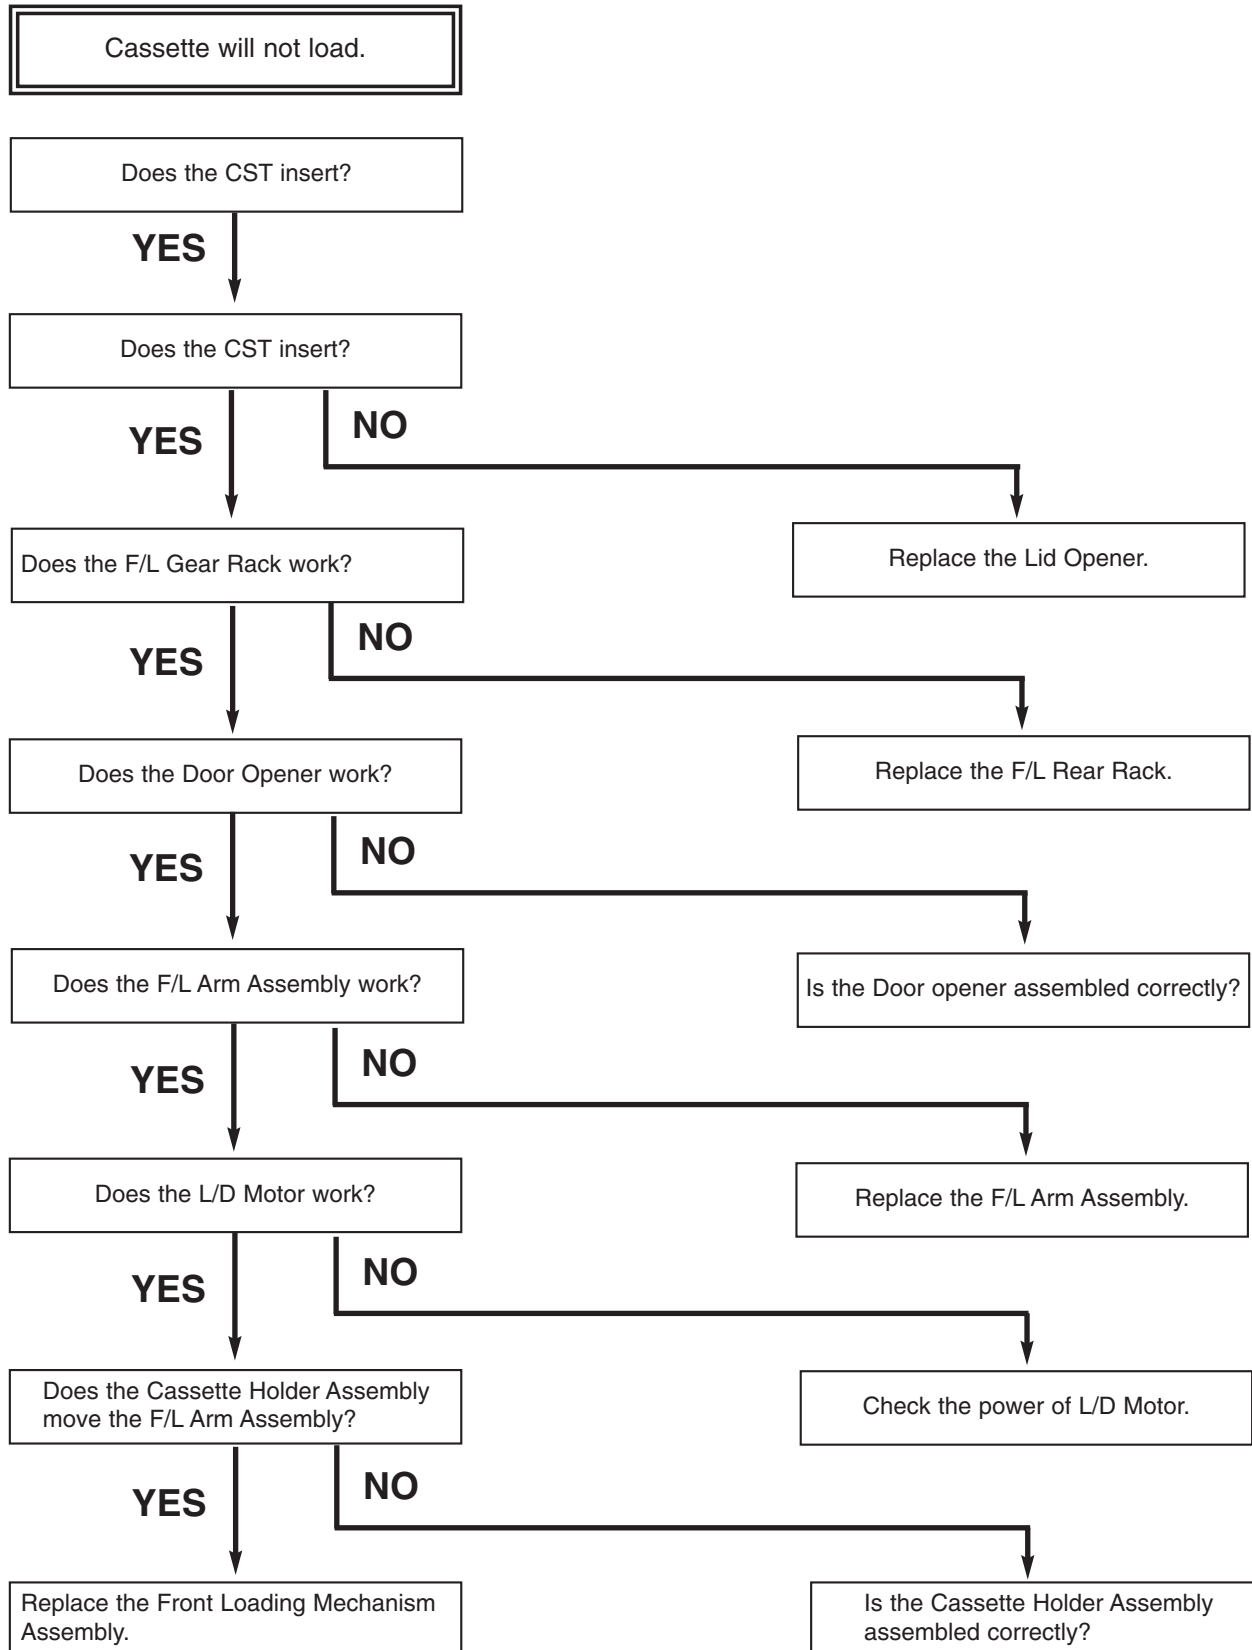 Cassette will not load.
Does the CST insert?
YES
Does the CST insert?
YES
NO
Replace the Lid Opener.
Does the F/L Gear Rack work?
YES
NO
Replace the F/L Rear Rack.
Does the Door Opener work?
YES
NO
Is the Door opener assembled correctly?
Does the F/L Arm Assembly work?
YES
NO
Replace the F/L Arm Assembly.
Does the L/D Motor work?
YES
NO
Check the power of L/D Motor.
Does the Cassette Holder Assembly
move the F/L Arm Assembly?
YES
NO
Replace the Front Loading Mechanism
Assembly.
Is the Cassette Holder Assembly
assembled correctly?